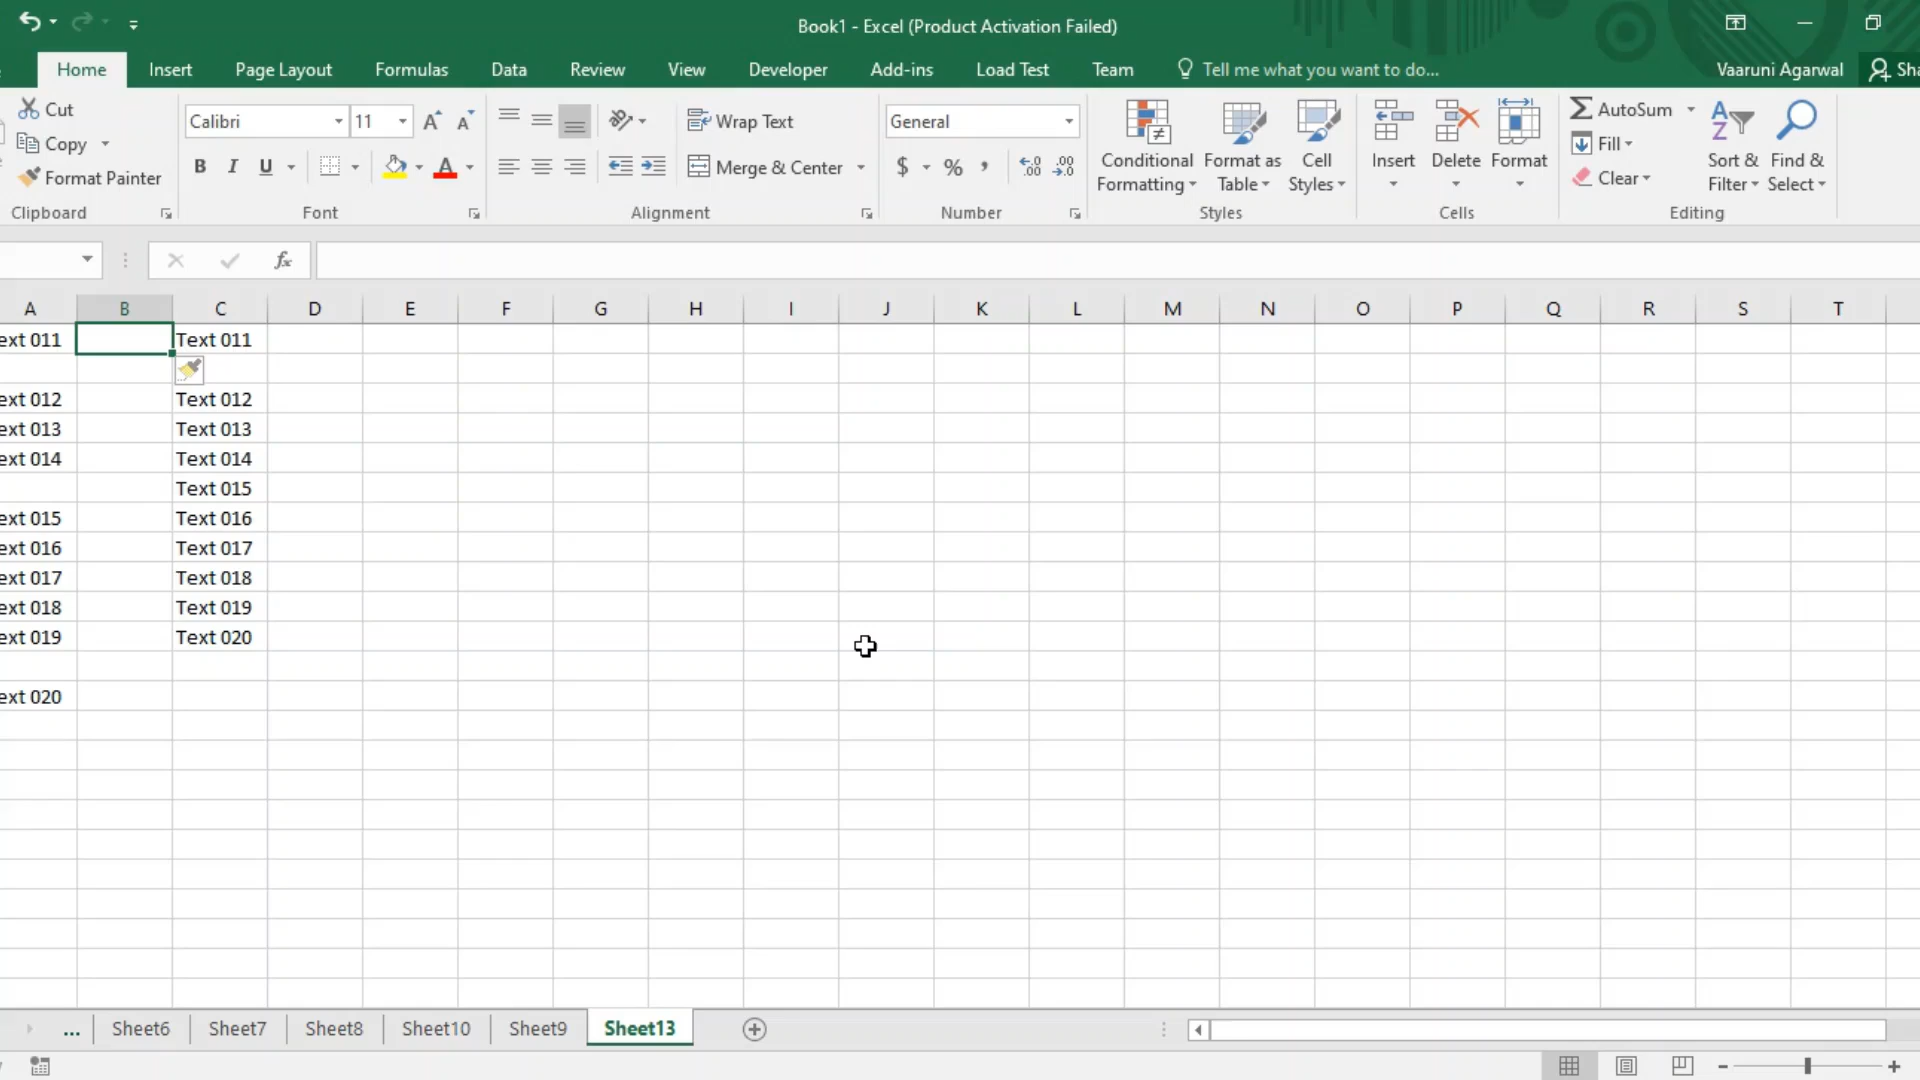 Book1 - Excel (Product Activation Failed)
Home Insert Page Layout Formulas Data Review View Developer Add-ins Load Test Team Tell me what you want to do... Vaaruni Agarwal Sha
Cut
Copy
Format Painter
Clipboard
Calibri 11
B I U A
Font
Wrap Text
Merge & Center
Alignment
General
$ % , .0 .00 .00 .0
Number
Conditional Formatting
Format as Table
Cell Styles
Styles
Insert Delete Format
Cells
AutoSum
Fill
Clear
Sort & Filter
Find & Select
Editing
fx
A B C D E F G H I J K L M N O P Q R S T
ext 011 Text 011
ext 012 Text 012
ext 013 Text 013
ext 014 Text 014
Text 015
ext 015 Text 016
ext 016 Text 017
ext 017 Text 018
ext 018 Text 019
ext 019 Text 020
ext 020
... Sheet6 Sheet7 Sheet8 Sheet10 Sheet9 Sheet13